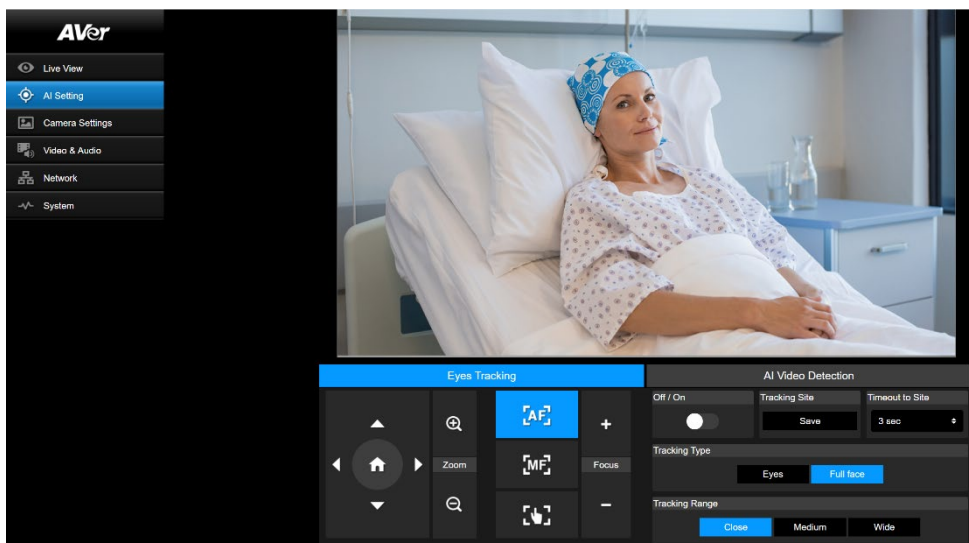 AVer
Live View
AI Setting
Camera Settings
Video & Audio
Network
System
Eyes Tracking
AI Video Detection
AF
Zoom
MF
Focus
Off / On
Tracking Site
Timeout to Site
Save
3 sec
Tracking Type
Eyes
Full face
Tracking Range
Close
Medium
Wide